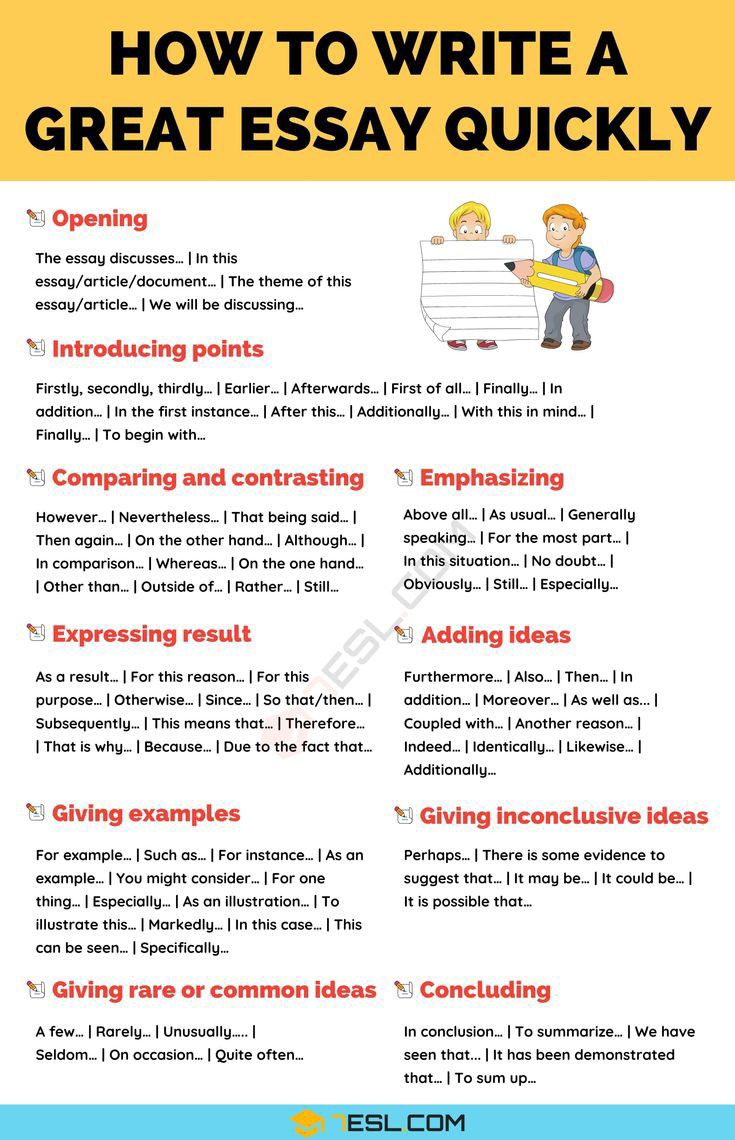 HOW TO WRITE A
GREAT ESSAY QUICKLY
Opening
The essay discusses... | In this
essay/article/document... | The theme of this
essay/article... | We will be discussing...
Introducing points
Firstly, secondly, thirdly... | Earlier... | Afterwards... | First of all... | Finally... | In
addition... | In the first instance... | After this... | Additionally... | With this in mind... |
Finally... | To begin with...
Comparing and contrasting
However... | Nevertheless... | That being said... |
Then again... | On the other hand... | Although... |
In comparison... | Whereas... | On the one hand...
| Other than... | Outside of... | Rather... | Still...
Emphasizing
Above all... | As usual... | Generally
speaking... | For the most part... |
In this situation... | No doubt... |
Obviously... | Still... | Especially...
Expressing result
As a result... | For this reason... | For this
purpose... | Otherwise... | Since... | So that/then... |
Subsequently... | This means that... | Therefore...
| That is why... | Because... | Due to the fact that...
Adding ideas
Furthermore... | Also... | Then... | In
addition... | Moreover... | As well as... |
Coupled with... | Another reason... |
Indeed... | Identically... | Likewise... |
Additionally...
Giving examples
For example... | Such as... | For instance... | As an
example... | You might consider... | For one
thing... | Especially... | As an illustration... | To
illustrate this... | Markedly... | In this case... | This
can be seen... | Specifically...
Giving inconclusive ideas
Perhaps... | There is some evidence to
suggest that... | It may be... | It could be... |
It is possible that...
Giving rare or common ideas
A few... | Rarely... | Unusually..... |
Seldom... | On occasion... | Quite often...
Concluding
In conclusion... | To summarize... | We have
seen that... | It has been demonstrated
that... | To sum up...
7ESL.COM
7ESL.COM